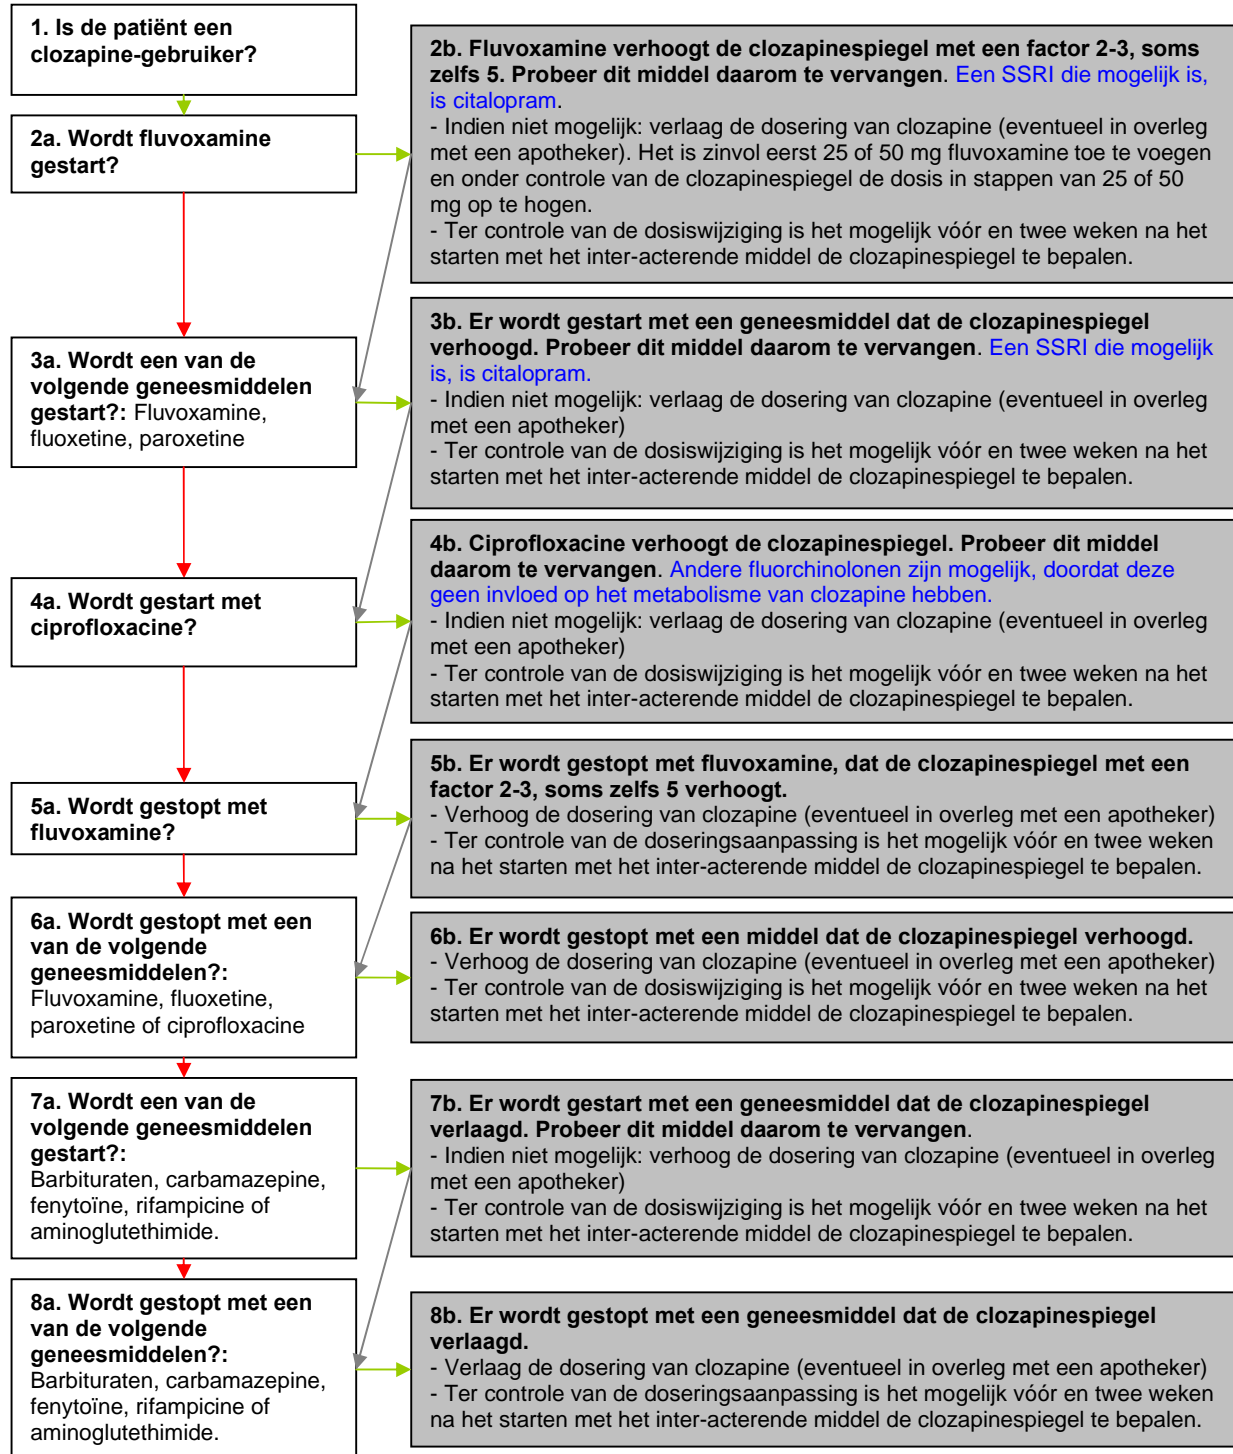 1. Is de patiënt een
clozapine-gebruiker?
2a. Wordt fluvoxamine
gestart?
2b. Fluvoxamine verhoogt de clozapinespiegel met een factor 2-3, soms
zelfs 5. Probeer dit middel daarom te vervangen. Een SSRI die mogelijk is,
is citalopram.
- Indien niet mogelijk: verlaag de dosering van clozapine (eventueel in overleg
met een apotheker). Het is zinvol eerst 25 of 50 mg fluvoxamine toe te voegen
en onder controle van de clozapinespiegel de dosis in stappen van 25 of 50
mg op te hogen.
- Ter controle van de dosiswijziging is het mogelijk vóór en twee weken na het
starten met het inter-acterende middel de clozapinespiegel te bepalen.
3a. Wordt een van de
volgende geneesmiddelen
gestart?: Fluvoxamine,
fluoxetine, paroxetine
3b. Er wordt gestart met een geneesmiddel dat de clozapinespiegel
verhoogd. Probeer dit middel daarom te vervangen. Een SSRI die mogelijk
is, is citalopram.
- Indien niet mogelijk: verlaag de dosering van clozapine (eventueel in overleg
met een apotheker)
- Ter controle van de dosiswijziging is het mogelijk vóór en twee weken na het
starten met het inter-acterende middel de clozapinespiegel te bepalen.
4a. Wordt gestart met
ciprofloxacine?
4b. Ciprofloxacine verhoogt de clozapinespiegel. Probeer dit middel
daarom te vervangen. Andere fluorchinolonen zijn mogelijk, doordat deze
geen invloed op het metabolisme van clozapine hebben.
- Indien niet mogelijk: verlaag de dosering van clozapine (eventueel in overleg
met een apotheker)
- Ter controle van de dosiswijziging is het mogelijk vóór en twee weken na het
starten met het inter-acterende middel de clozapinespiegel te bepalen.
5a. Wordt gestopt met
fluvoxamine?
5b. Er wordt gestopt met fluvoxamine, dat de clozapinespiegel met een
factor 2-3, soms zelfs 5 verhoogt.
- Verhoog de dosering van clozapine (eventueel in overleg met een apotheker)
- Ter controle van de doseringsaanpassing is het mogelijk vóór en twee weken
na het starten met het inter-acterende middel de clozapinespiegel te bepalen.
6a. Wordt gestopt met een
van de volgende
geneesmiddelen?:
Fluvoxamine, fluoxetine,
paroxetine of ciprofloxacine
6b. Er wordt gestopt met een middel dat de clozapinespiegel verhoogd.
- Verhoog de dosering van clozapine (eventueel in overleg met een apotheker)
- Ter controle van de dosiswijziging is het mogelijk vóór en twee weken na het
starten met het inter-acterende middel de clozapinespiegel te bepalen.
7a. Wordt een van de
volgende geneesmiddelen
gestart?:
Barbituraten, carbamazepine,
fenytoïne, rifampicine of
aminoglutethimide.
7b. Er wordt gestart met een geneesmiddel dat de clozapinespiegel
verlaagd. Probeer dit middel daarom te vervangen.
- Indien niet mogelijk: verhoog de dosering van clozapine (eventueel in overleg
met een apotheker)
- Ter controle van de dosiswijziging is het mogelijk vóór en twee weken na het
starten met het inter-acterende middel de clozapinespiegel te bepalen.
8a. Wordt gestopt met een
van de volgende
geneesmiddelen?:
Barbituraten, carbamazepine,
fenytoïne, rifampicine of
aminoglutethimide.
8b. Er wordt gestopt met een geneesmiddel dat de clozapinespiegel
verlaagd.
- Verlaag de dosering van clozapine (eventueel in overleg met een apotheker)
- Ter controle van de doseringsaanpassing is het mogelijk vóór en twee weken
na het starten met het inter-acterende middel de clozapinespiegel te bepalen.